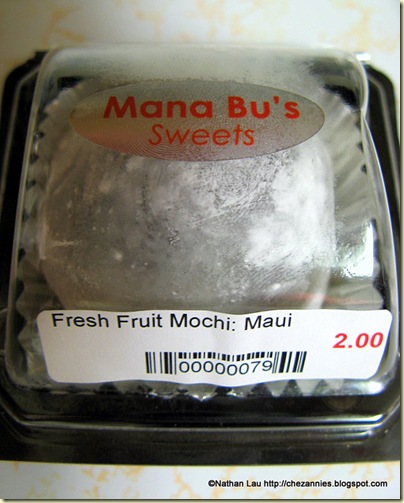 Mana Bu's
Sweets
Fresh Fruit Mochi: Maui
2.00
00000079
©Nathan Lau http://chezannies.blogspot.com